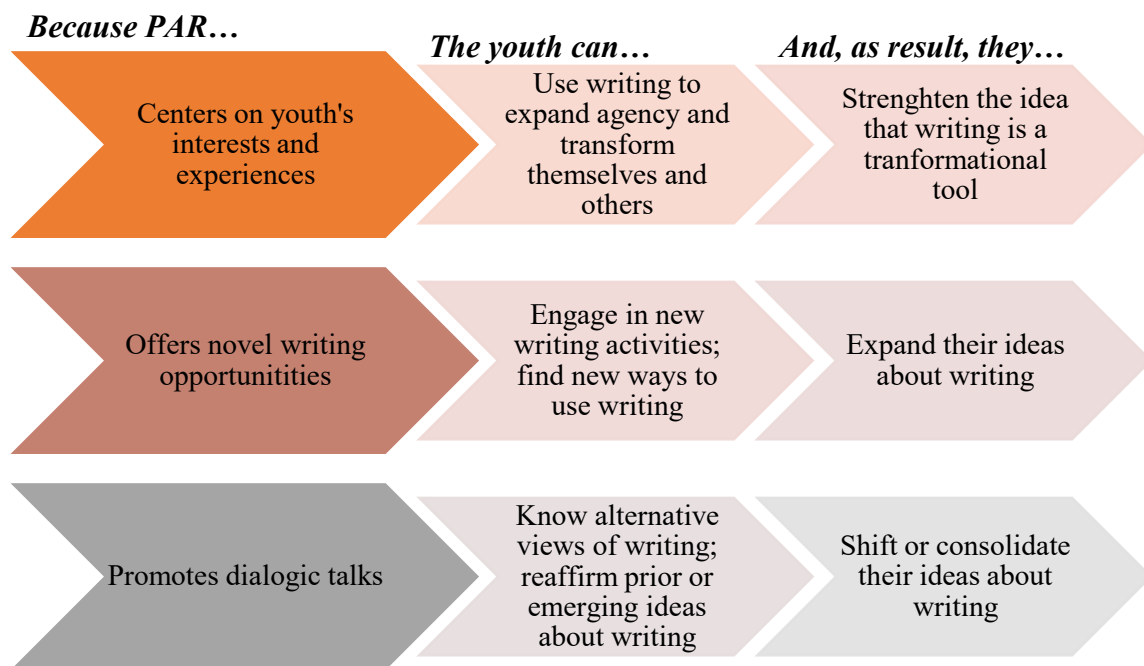 Because PAR…
The youth can…
And, as result, they…
Centers on youth's
interests and
experiences
Use writing to
expand agency and
transform
themselves and
others
Strenghten the idea
that writing is a
tranformational
tool
Offers novel writing
opportunitities
Engage in new
writing activities;
find new ways to
use writing
Expand their ideas
about writing
Promotes dialogic talks
Know alternative
views of writing;
reaffirm prior or
emerging ideas
about writing
Shift or consolidate
their ideas about
writing